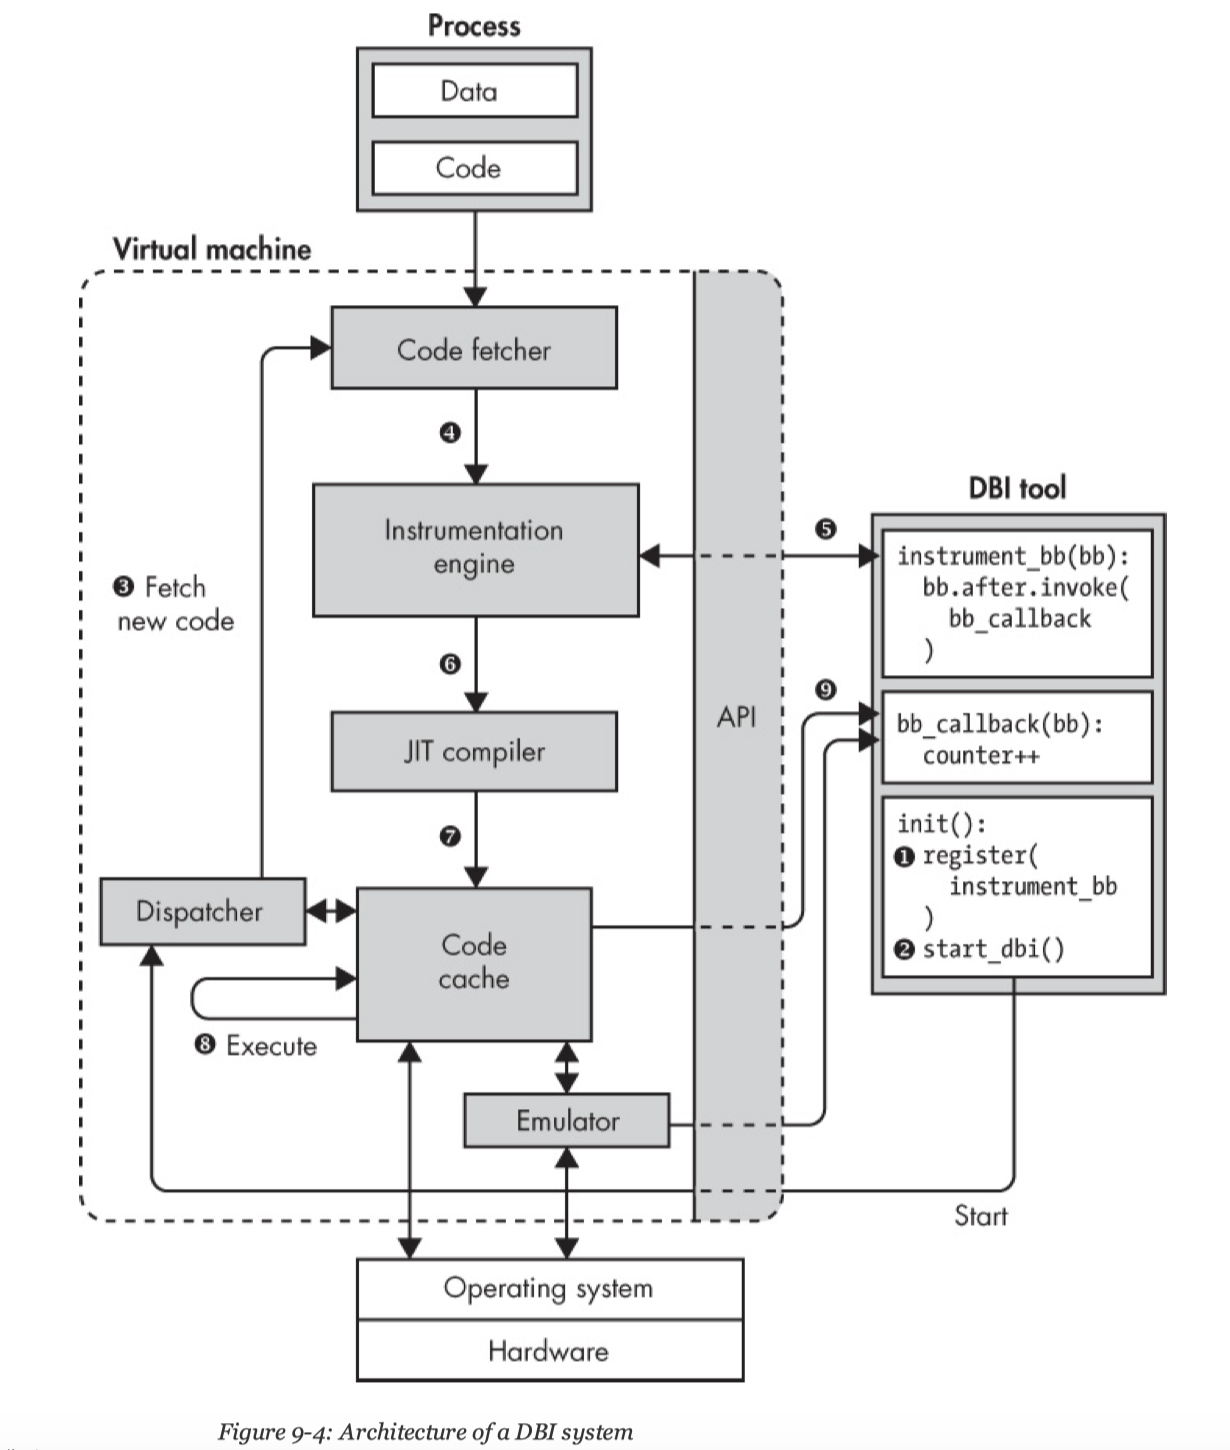 Process
Data
Code
Virtual machine
Code fetcher
❹
Instrumentation
engine
❸ Fetch
new code
❻
JIT compiler
❼
Dispatcher
Code
cache
❽ Execute
Emulator
API
DBI tool
❺
instrument_bb(bb):
bb.after.invoke(
bb_callback
)
❾
bb_callback(bb):
counter++
init():
❶ register(
instrument_bb
)
❷ start_dbi()
Start
Operating system
Hardware
Figure 9-4: Architecture of a DBI system